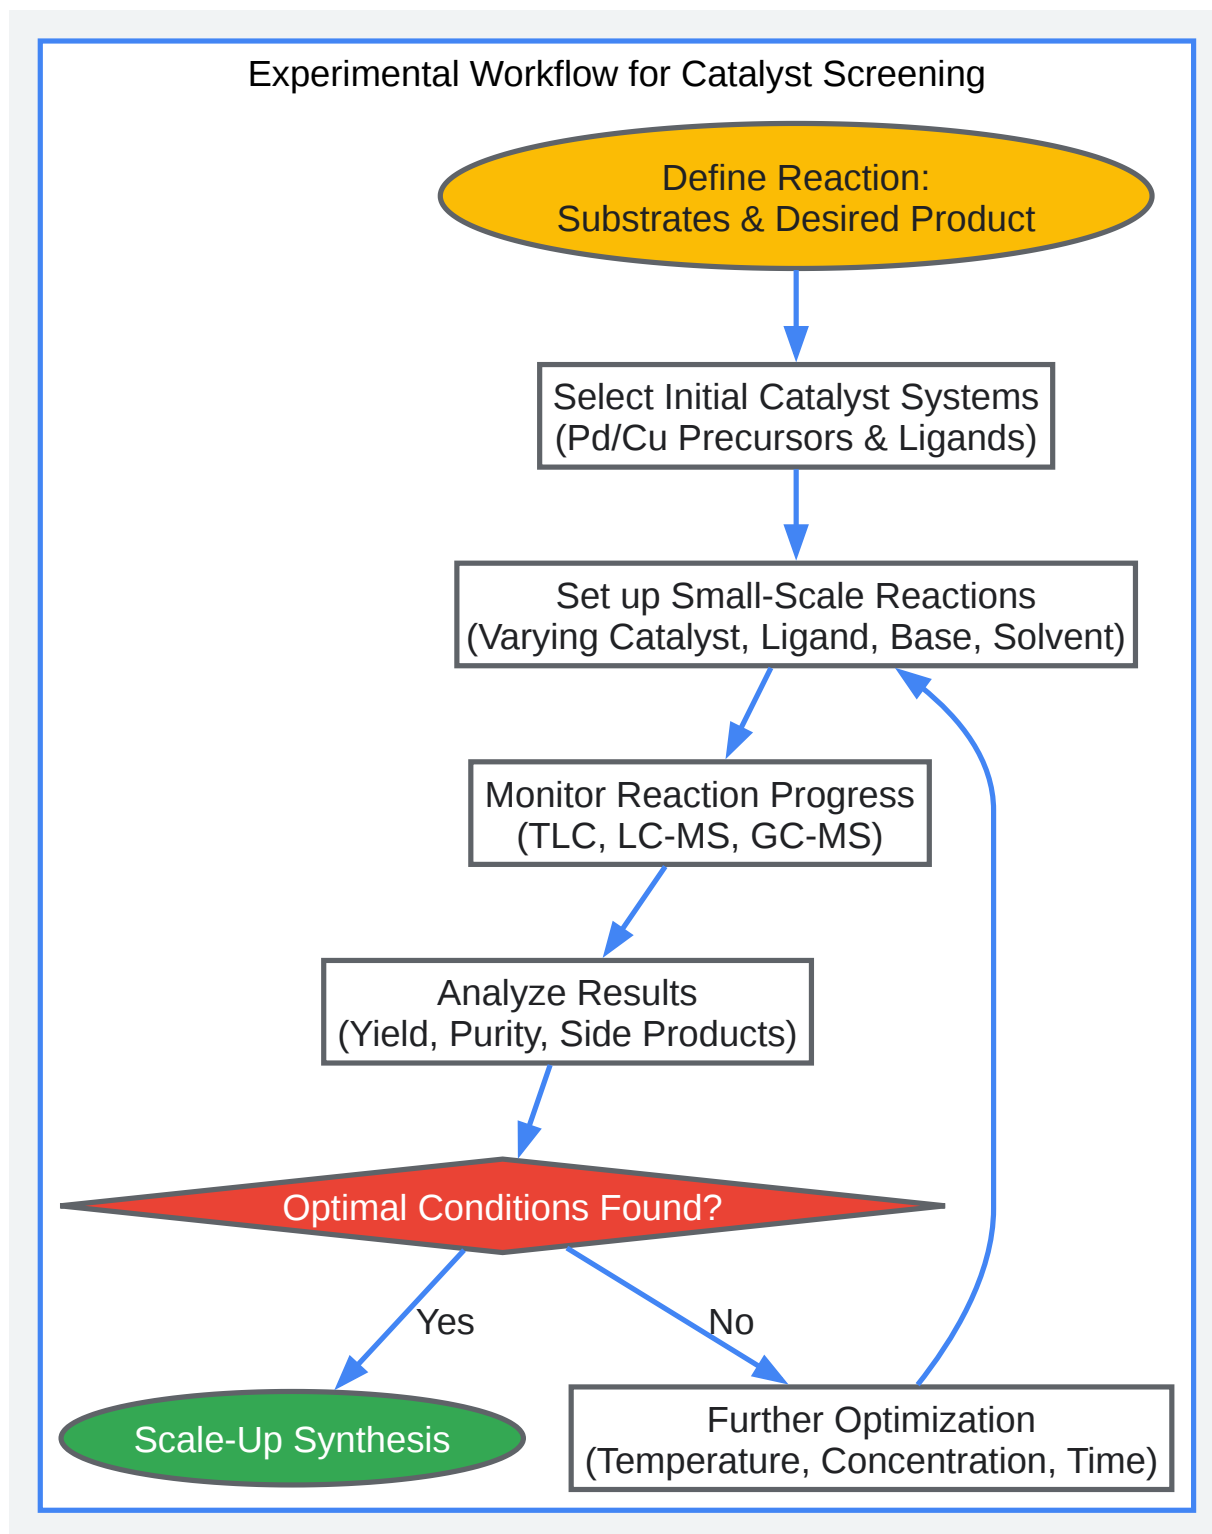 Experimental Workflow for Catalyst Screening
Define Reaction:
Substrates & Desired Product
Select Initial Catalyst Systems
(Pd/Cu Precursors & Ligands)
Set up Small-Scale Reactions
(Varying Catalyst, Ligand, Base, Solvent)
Monitor Reaction Progress
(TLC, LC-MS, GC-MS)
Analyze Results
(Yield, Purity, Side Products)
Optimal Conditions Found?
Yes
No
Scale-Up Synthesis
Further Optimization
(Temperature, Concentration, Time)